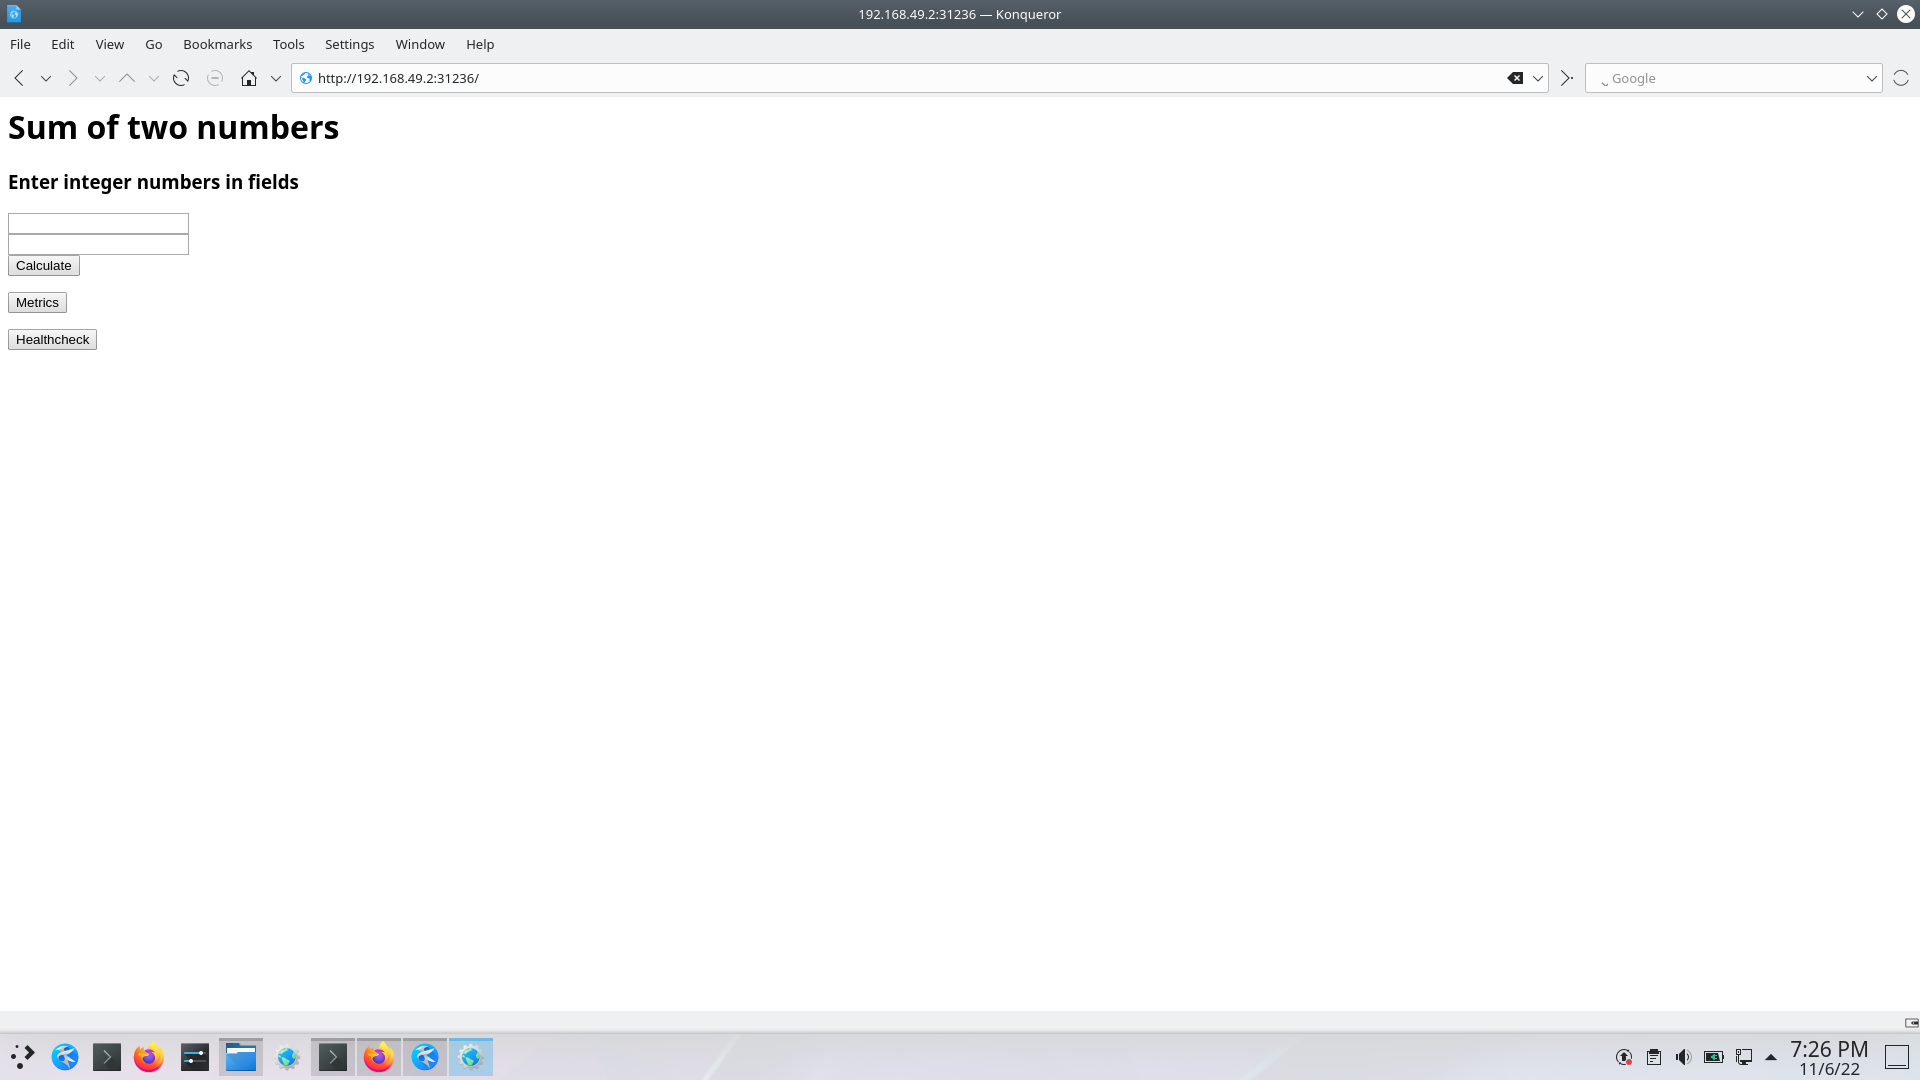 192.168.49.2:31236 — Konqueror
File Edit View Go Bookmarks Tools Settings Window Help
http://192.168.49.2:31236/
Google
Sum of two numbers
Enter integer numbers in fields
Calculate
Metrics
Healthcheck
7:26 PM
11/6/22